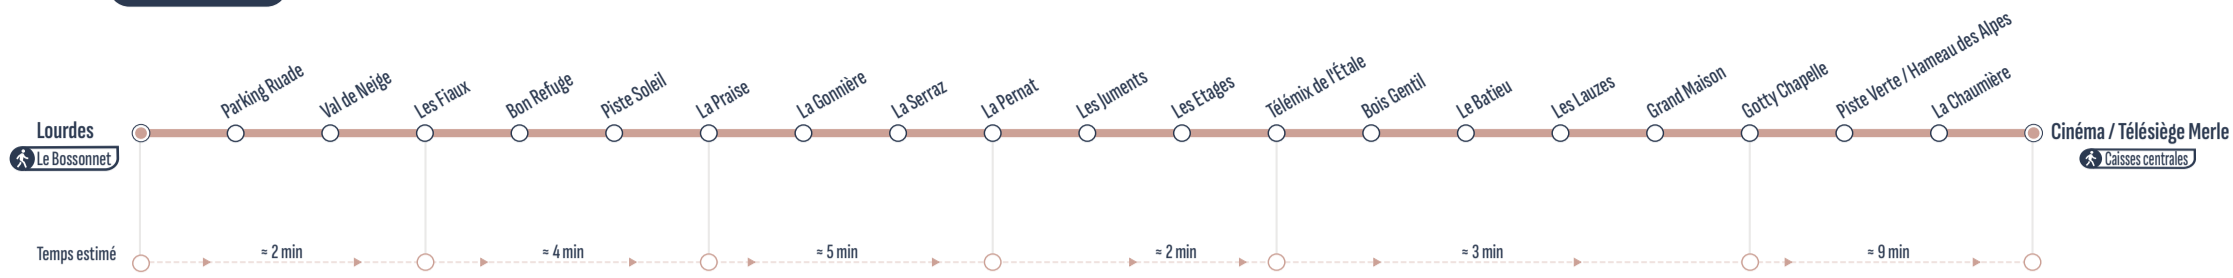 Lourdes
Le Bossonnet
Parking Ruade
Val de Neige
Les Fiaux
Bon Refuge
Piste Soleil
La Praise
La Gonnière
La Serraz
La Pernat
Les Juments
Les Etages
Télémix de l'Étale
Bois Gentil
Le Batieu
Les Lauzes
Grand Maison
Gotty Chapelle
Piste Verte / Hameau des Alpes
La Chaumière
Cinéma / Télésiège Merle
Caisses centrales
Temps estimé
≈ 2 min
≈ 4 min
≈ 5 min
≈ 2 min
≈ 3 min
≈ 9 min